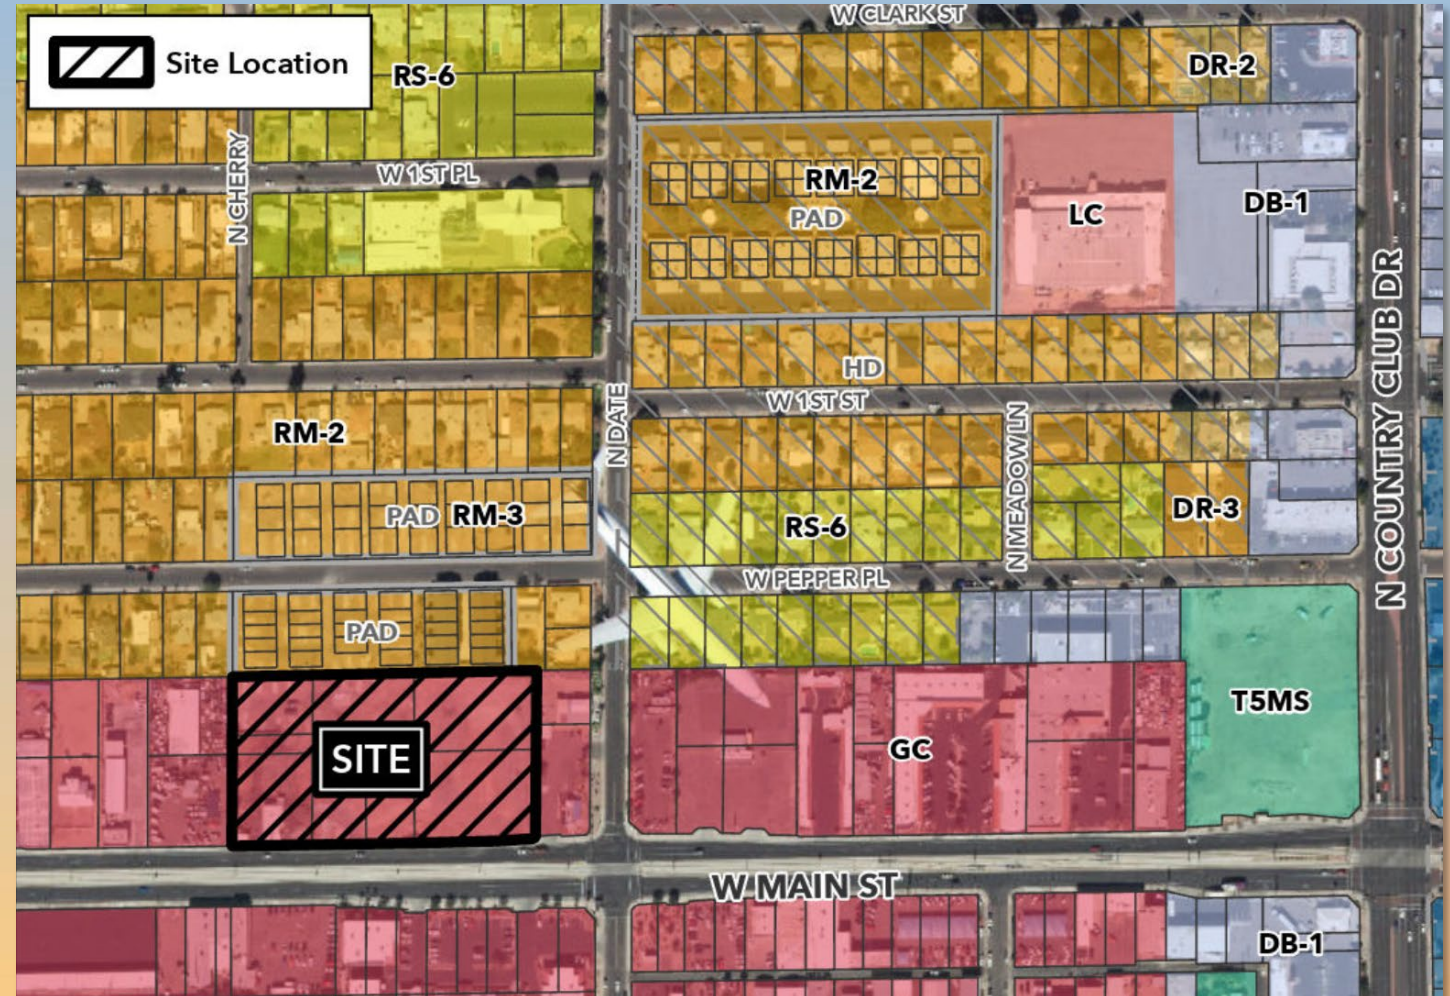 W CLARK ST
Site Location
RS-6
DR-2
N CHERRY
W 1ST PL
RM-2
PAD
LC
DB-1
HD
W 1ST ST
N DATE
N MEADOW LN
N COUNTRY CLUB DR
RM-2
PAD RM-3
RS-6
DR-3
W PEPPER PL
PAD
T5MS
SITE
GC
W MAIN ST
DB-1